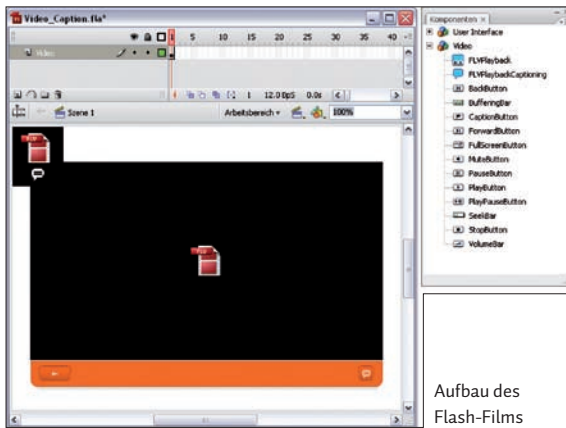 Video_Caption.fla*
1 5 10 15 20 25 30 35 40
Video
1 12.0 fps 0.0s
Szene 1 Arbeitsbereich 100%
Komponenten ×
User Interface
Video
FLVPlayback
FLVPlaybackCaptioning
BackButton
BufferingBar
CaptionButton
ForwardButton
FullScreenButton
MuteButton
PauseButton
PlayButton
PlayPauseButton
SeekBar
StopButton
VolumeBar
Aufbau des
Flash-Films